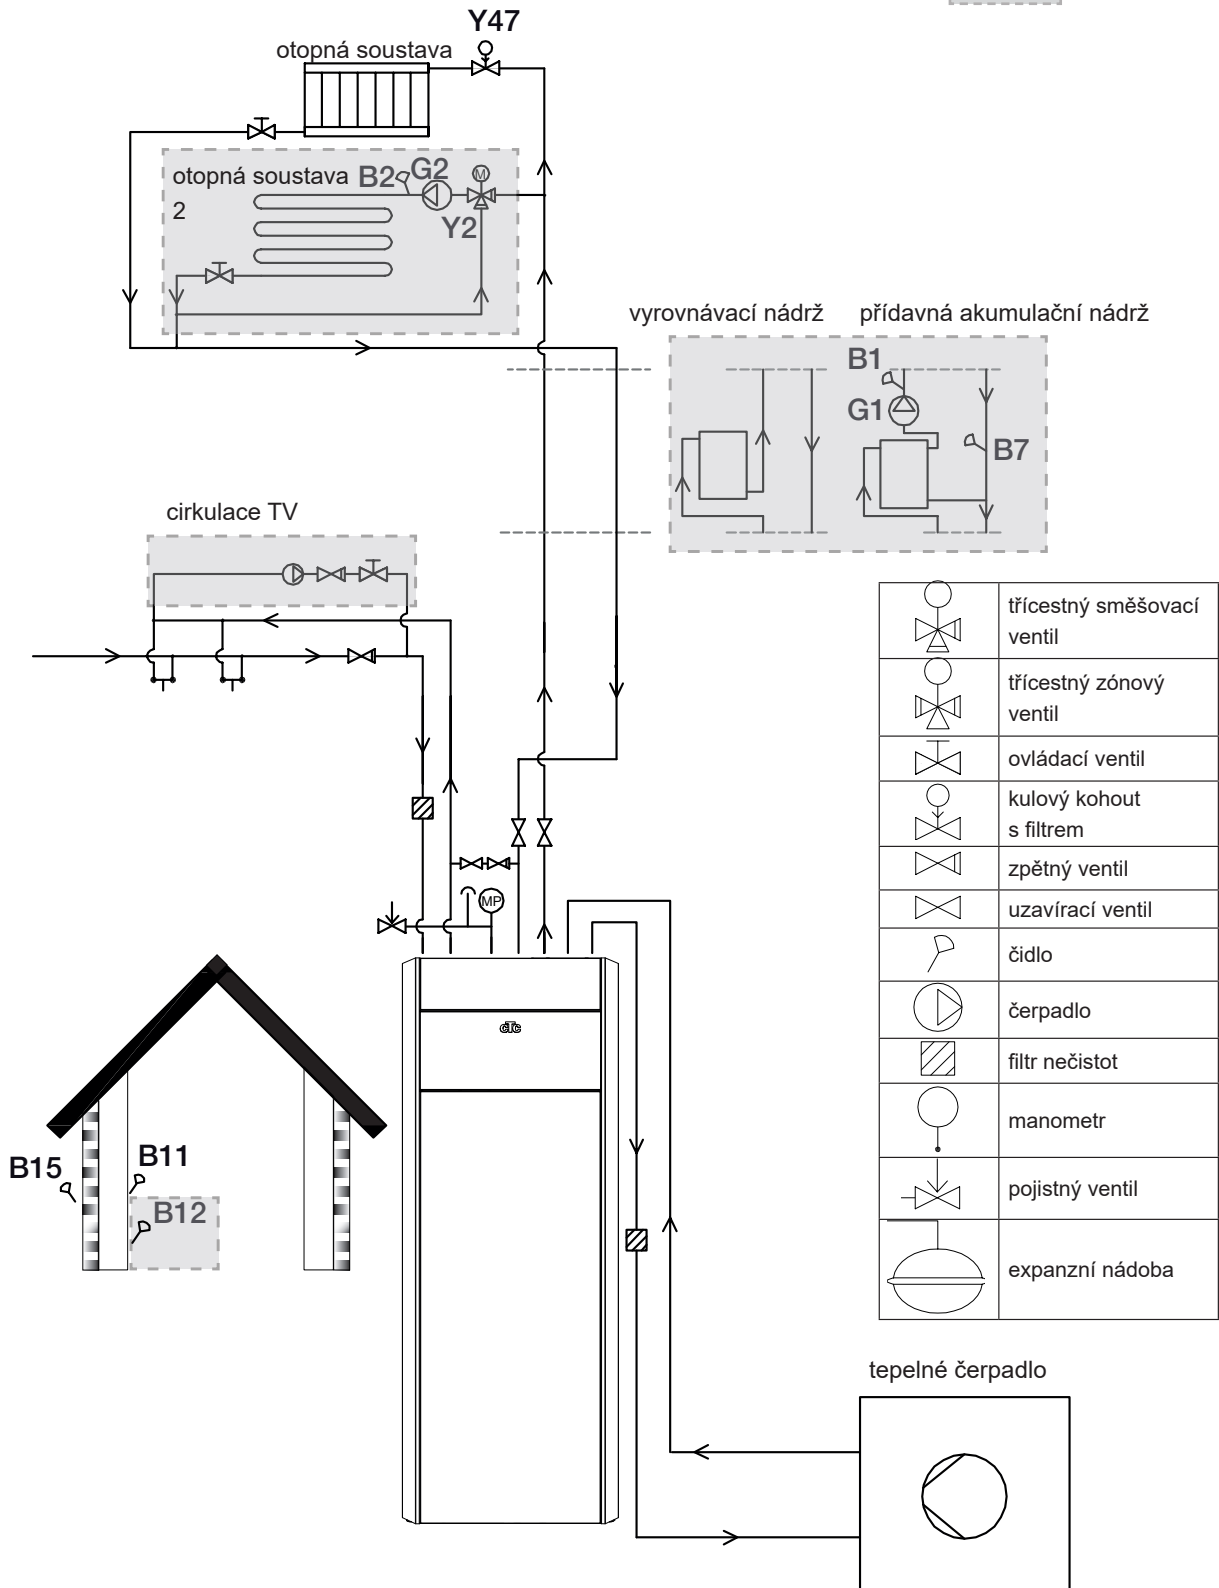 Y47
otopná soustava
otopná soustava
2
B2
G2
M
Y2
vyrovnávací nádrž
přídavná akumulační nádrž
B1
G1
B7
cirkulace TV
třícestný směšovací
ventil
třícestný zónový
ventil
ovládací ventil
kulový kohout
s filtrem
zpětný ventil
uzavírací ventil
čidlo
čerpadlo
filtr nečistot
manometr
pojistný ventil
expanzní nádoba
MP
cTc
B15
B11
B12
tepelné čerpadlo